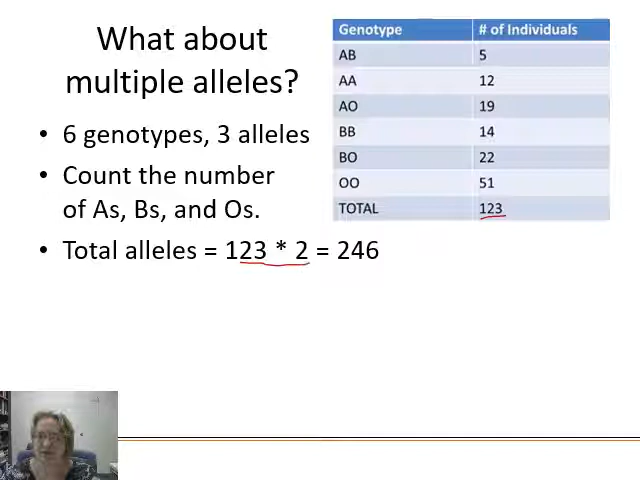 What about
multiple alleles?
• 6 genotypes, 3 alleles
• Count the number
of As, Bs, and Os.
• Total alleles = 123 * 2 = 246
Genotype # of Individuals
AB 5
AA 12
AO 19
BB 14
BO 22
OO 51
TOTAL 123